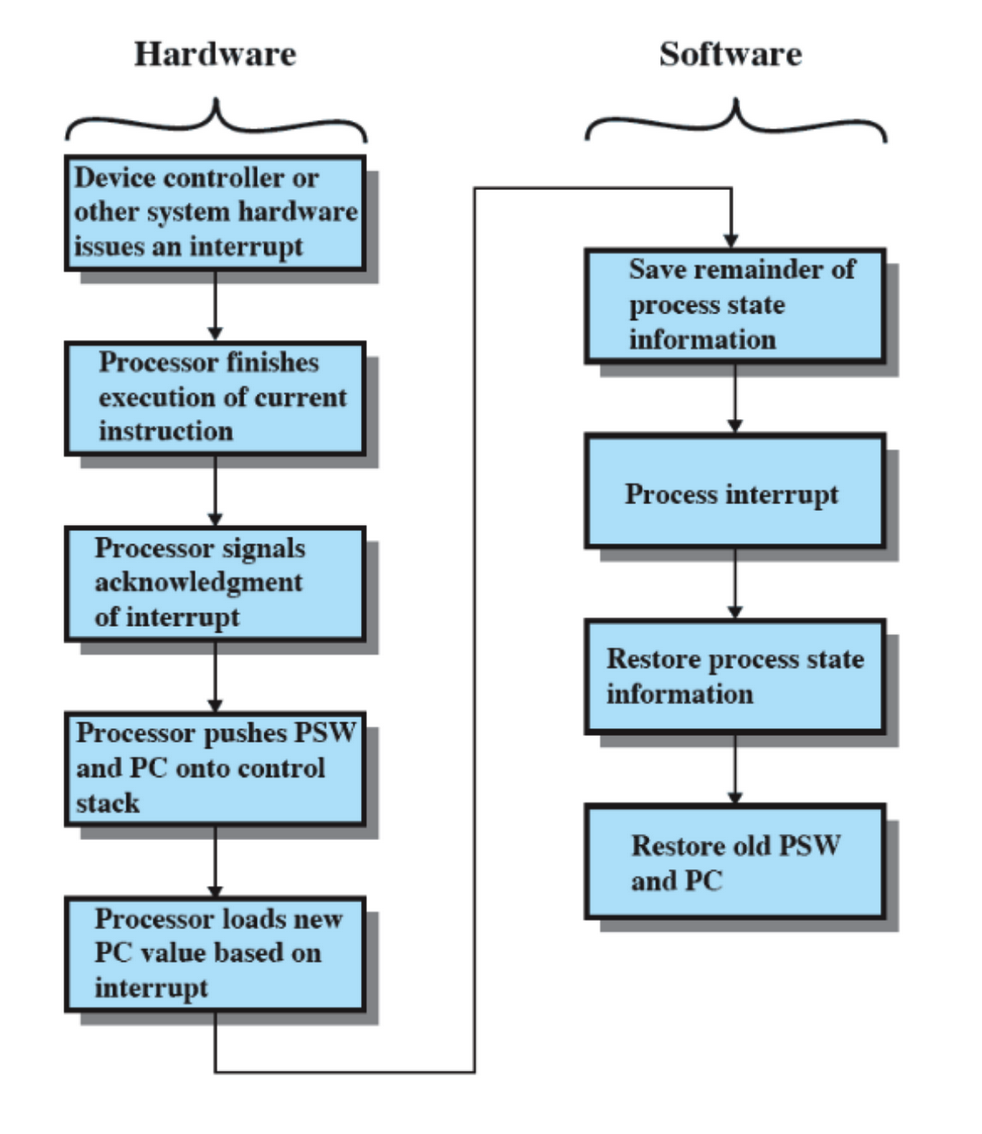 Hardware
Device controller or
other system hardware
issues an interrupt
Processor finishes
execution of current
instruction
Processor signals
acknowledgment
of interrupt
Processor pushes PSW
and PC onto control
stack
Processor loads new
PC value based on
interrupt
Software
Save remainder of
process state
information
Process interrupt
Restore process state
information
Restore old PSW
and PC